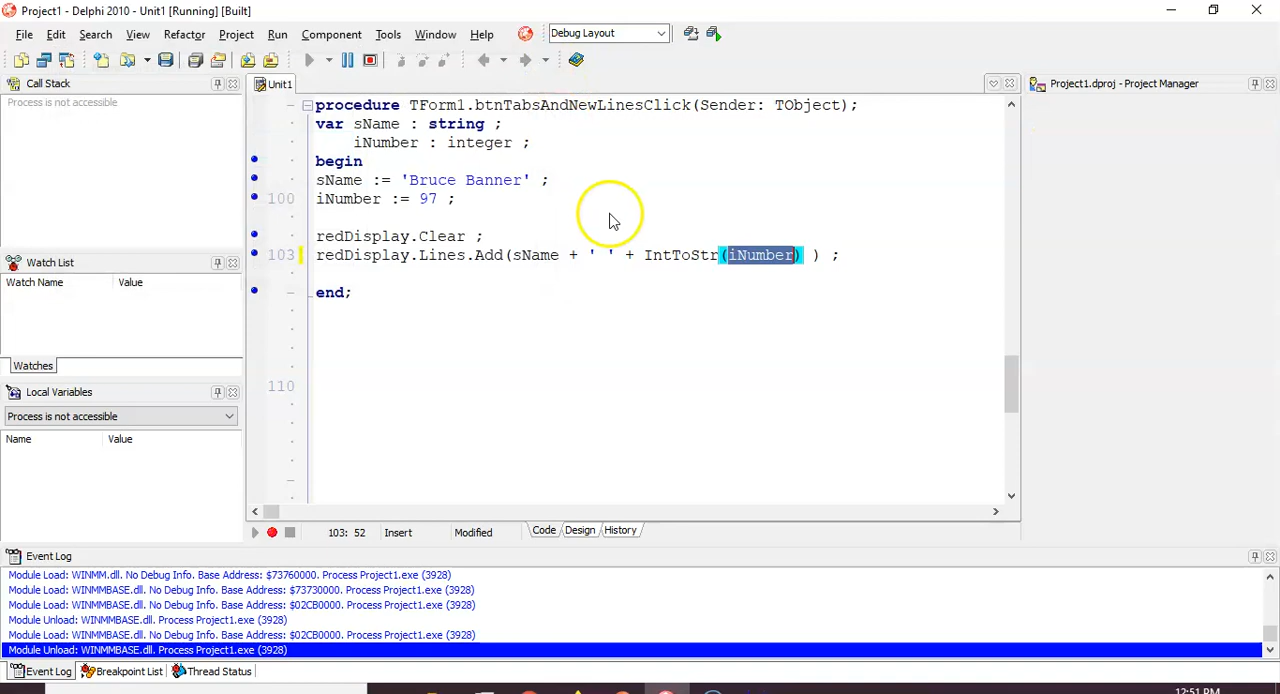 Project1 - Delphi 2010 - Unit1 [Running] [Built]
File Edit Search View Refactor Project Run Component Tools Window Help Debug Layout
Call Stack
Process is not accessible
Watch List
Watch Name Value
Watches
Local Variables
Process is not accessible
Name Value
Unit1
procedure TForm1.btnTabsAndNewLinesClick(Sender: TObject);
var sName : string ;
iNumber : integer ;
begin
sName := 'Bruce Banner' ;
100 iNumber := 97 ;
redDisplay.Clear ;
103 redDisplay.Lines.Add(sName + ' ' + IntToStr(iNumber) ) ;
end;
110
103: 52 Insert Modified Code Design History
Project1.dproj - Project Manager
Event Log
Module Load: WINMM.dll. No Debug Info. Base Address: $73760000. Process Project1.exe (3928)
Module Load: WINMMBASE.dll. No Debug Info. Base Address: $73730000. Process Project1.exe (3928)
Module Load: WINMMBASE.dll. No Debug Info. Base Address: $02CB0000. Process Project1.exe (3928)
Module Unload: WINMMBASE.dll. Process Project1.exe (3928)
Module Load: WINMMBASE.dll. No Debug Info. Base Address: $02CB0000. Process Project1.exe (3928)
Module Unload: WINMMBASE.dll. Process Project1.exe (3928)
Event Log Breakpoint List Thread Status
12:51 PM